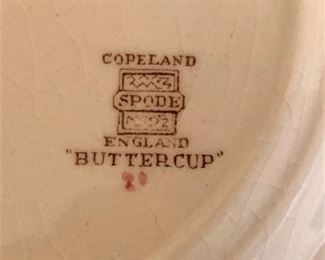 COPELAND
SPODE
ENGLAND
"BUTTERCUP"